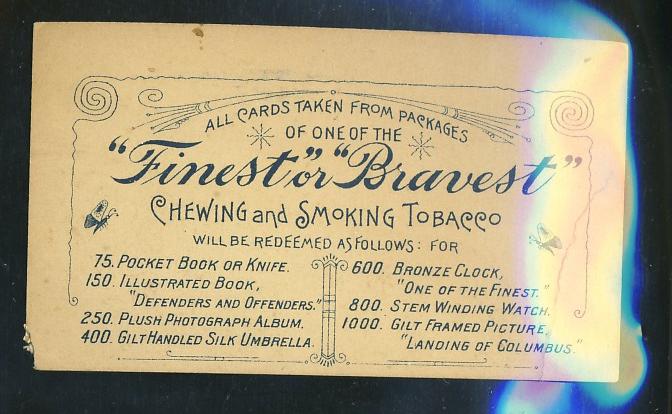 ALL CARDS TAKEN FROM PACKAGES
OF ONE OF THE
"Finest" or "Bravest"
CHEWING and SMOKING TOBACCO
WILL BE REDEEMED AS FOLLOWS: FOR
75. POCKET BOOK OR KNIFE.
150. ILLUSTRATED BOOK,
"DEFENDERS AND OFFENDERS."
250. PLUSH PHOTOGRAPH ALBUM.
400. GILT HANDLED SILK UMBRELLA.
600. BRONZE CLOCK,
"ONE OF THE FINEST."
800. STEM WINDING WATCH.
1000. GILT FRAMED PICTURE,
"LANDING OF COLUMBUS."